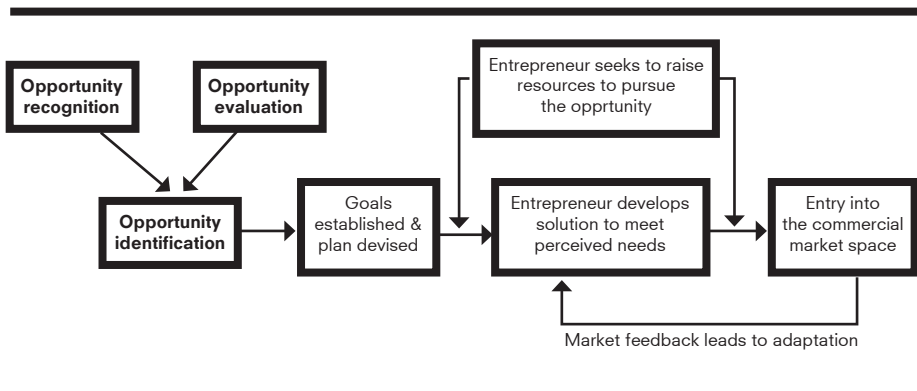 Opportunity
recognition
Opportunity
evaluation
Entrepreneur seeks to raise
resources to pursue
the opprtunity
Opportunity
identification
Goals
established &
plan devised
Entrepreneur develops
solution to meet
perceived needs
Entry into
the commercial
market space
Market feedback leads to adaptation